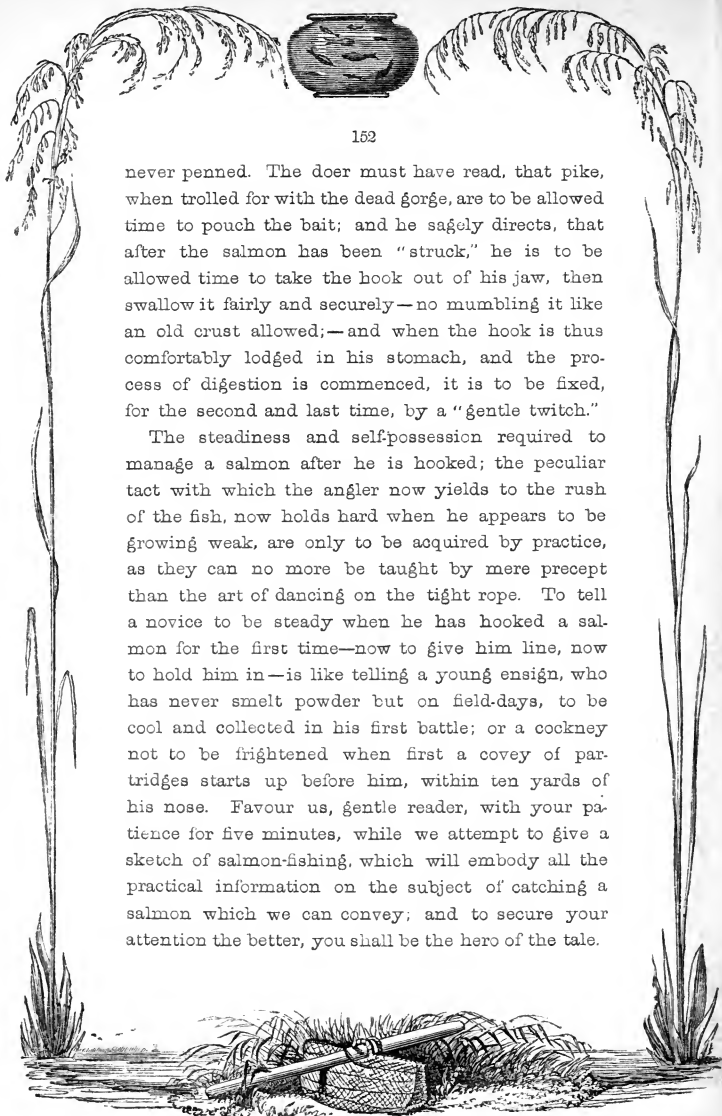 152
never penned. The doer must have read, that pike,
when trolled for with the dead gorge, are to be allowed
time to pouch the bait; and he sagely directs, that
after the salmon has been "struck," he is to be
allowed time to take the hook out of his jaw, then
swallow it fairly and securely—no mumbling it like
an old crust allowed;—and when the hook is thus
comfortably lodged in his stomach, and the pro-
cess of digestion is commenced, it is to be fixed,
for the second and last time, by a "gentle twitch."
The steadiness and self-possession required to
manage a salmon after he is hooked; the peculiar
tact with which the angler now yields to the rush
of the fish, now holds hard when he appears to be
growing weak, are only to be acquired by practice,
as they can no more be taught by mere precept
than the art of dancing on the tight rope. To tell
a novice to be steady when he has hooked a sal-
mon for the first time—now to give him line, now
to hold him in—is like telling a young ensign, who
has never smelt powder but on field-days, to be
cool and collected in his first battle; or a cockney
not to be frightened when first a covey of par-
tridges starts up before him, within ten yards of
his nose. Favour us, gentle reader, with your pa-
tience for five minutes, while we attempt to give a
sketch of salmon-fishing, which will embody all the
practical information on the subject of catching a
salmon which we can convey; and to secure your
attention the better, you shall be the hero of the tale.